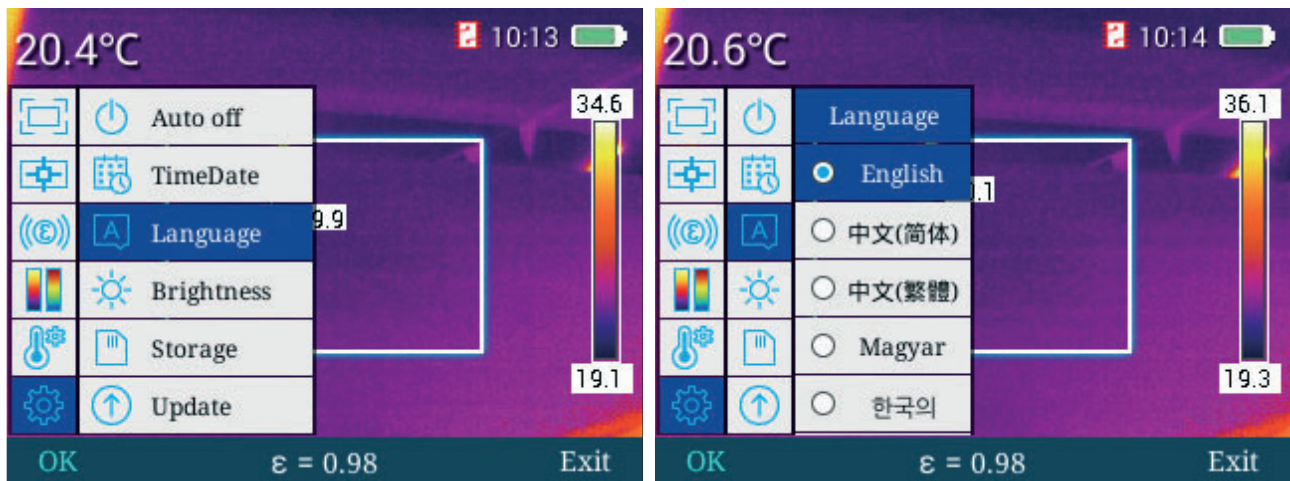 20.4°C
10:13
Auto off
34.6
TimeDate
9.9
A
Language
Brightness
Storage
19.1
Update
OK
ε = 0.98
Exit
20.6°C
10:14
Language
36.1
English
.1
中文(简体)
A
中文(繁體)
Magyar
19.3
한국의
OK
ε = 0.98
Exit